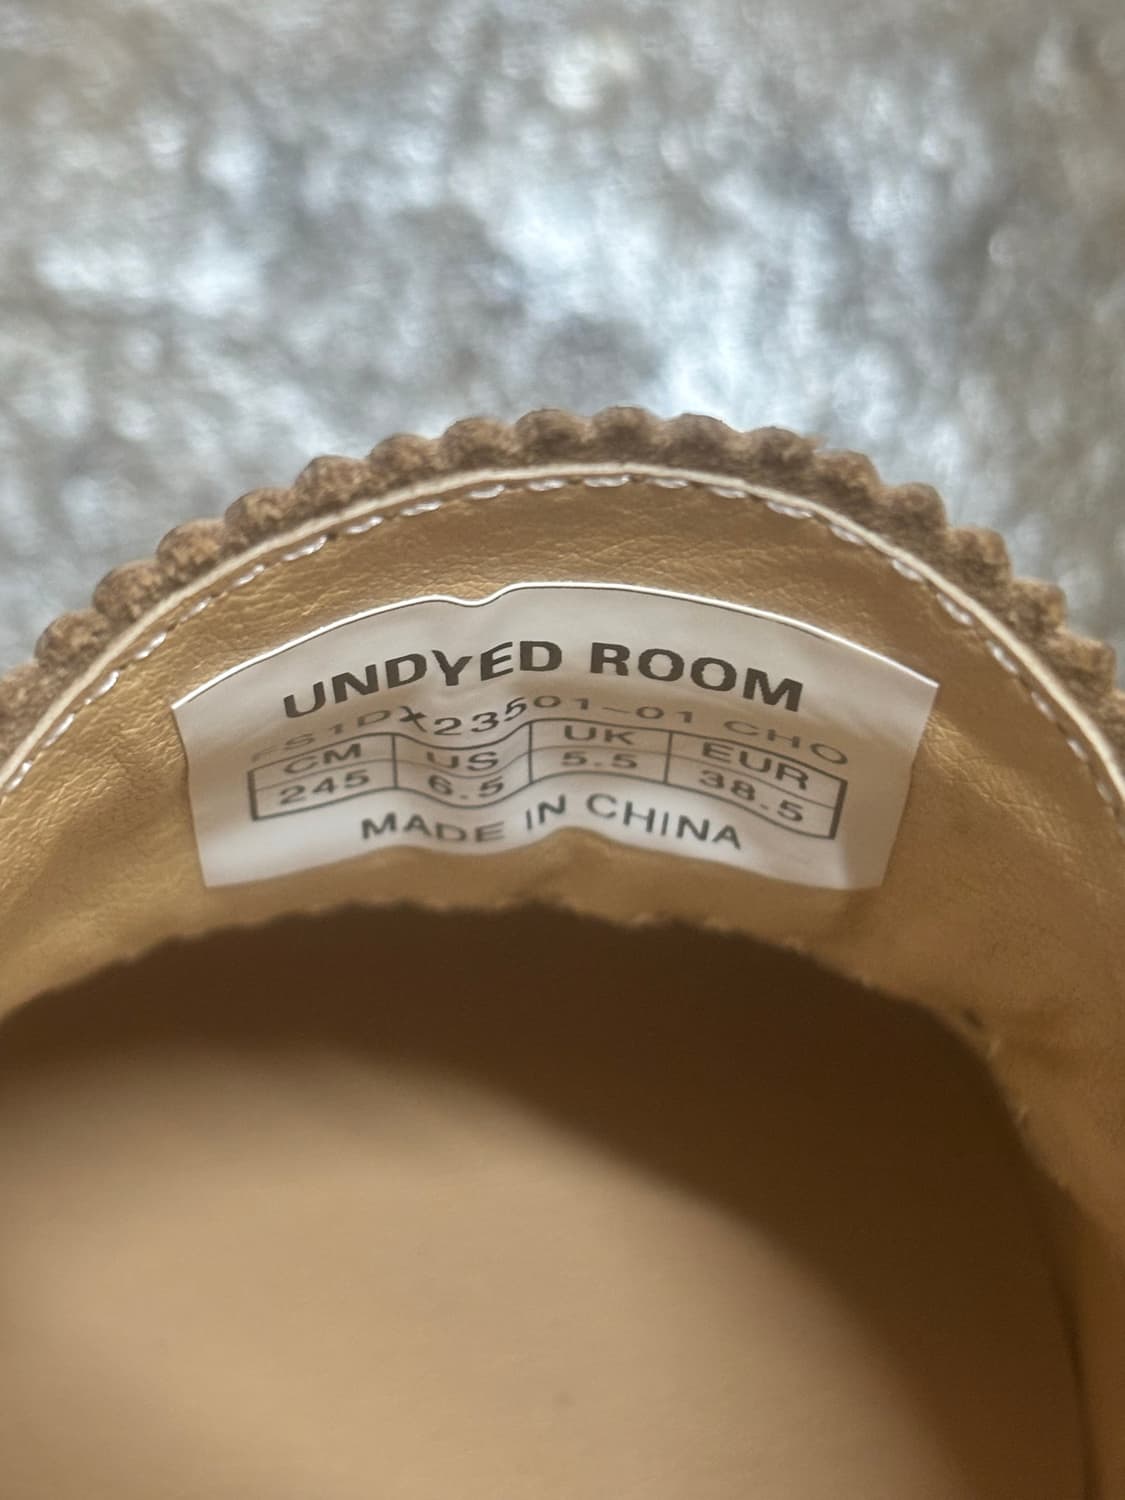 UNDYED ROOM
FS1DX23501-01 CHO
CM US UK EUR
245 6.5 5.5 38.5
MADE IN CHINA